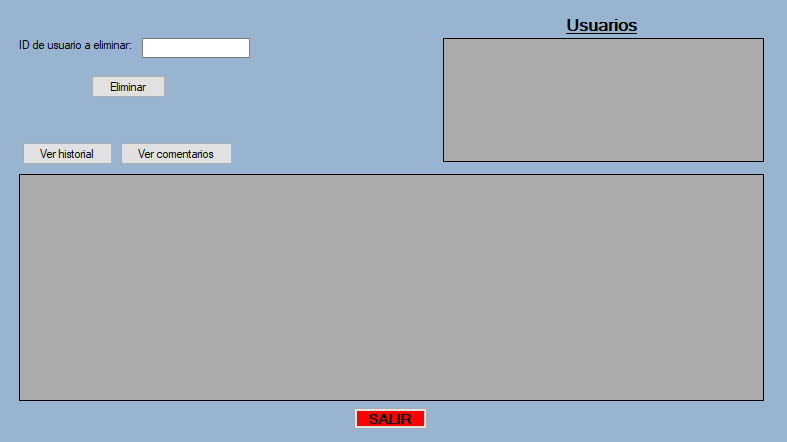 Usuarios
ID de usuario a eliminar:
Eliminar
Ver historial
Ver comentarios
SALIR